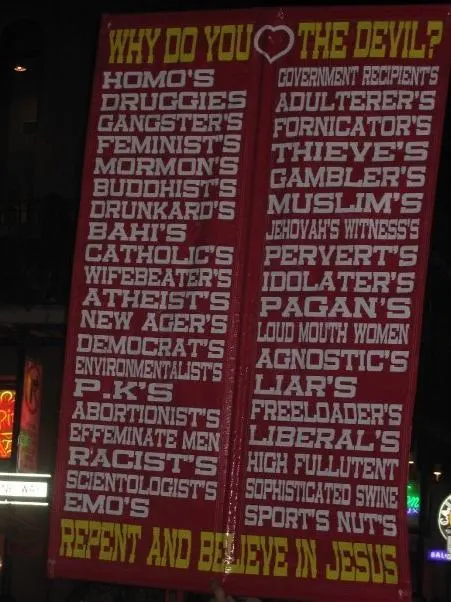 WHY DO YOU ♡ THE DEVIL?
HOMO'S
DRUGGIES
GANGSTER'S
FEMINIST'S
MORMON'S
BUDDHIST'S
DRUNKARD'S
BAHI'S
CATHOLIC'S
WIFEBEATER'S
ATHEIST'S
NEW AGER'S
DEMOCRAT'S
ENVIRONMENTALIST'S
P.K'S
ABORTIONIST'S
EFFEMINATE MEN
RACIST'S
SCIENTOLOGIST'S
EMO'S
GOVERNMENT RECIPIENT'S
ADULTERER'S
FORNICATOR'S
THIEVE'S
GAMBLER'S
MUSLIM'S
JEHOVAH'S WITNESS'S
PERVERT'S
IDOLATER'S
PAGAN'S
LOUD MOUTH WOMEN
AGNOSTIC'S
LIAR'S
FREELOADER'S
LIBERAL'S
HIGH FULLUTENT
SOPHISTICATED SWINE
SPORT'S NUT'S
REPENT AND BELIEVE IN JESUS